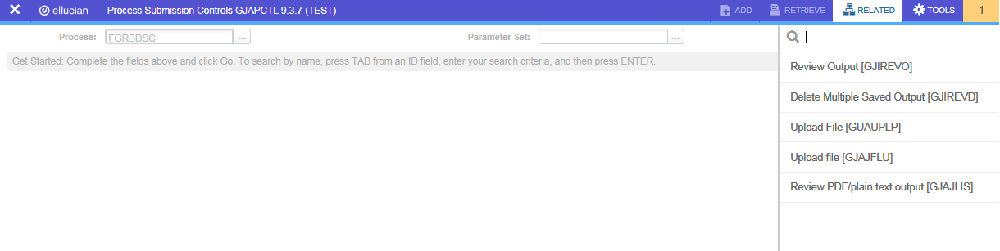 ellucian Process Submission Controls GJAPCTL 9.3.7 (TEST) ADD RETRIEVE RELATED TOOLS 1
Process: FGRBDSC ... Parameter Set: ...
Get Started: Complete the fields above and click Go. To search by name, press TAB from an ID field, enter your search criteria, and then press ENTER.
Review Output [GJIREVO]
Delete Multiple Saved Output [GJIREVD]
Upload File [GUAUPLP]
Upload file [GJAJFLU]
Review PDF/plain text output [GJAJLIS]